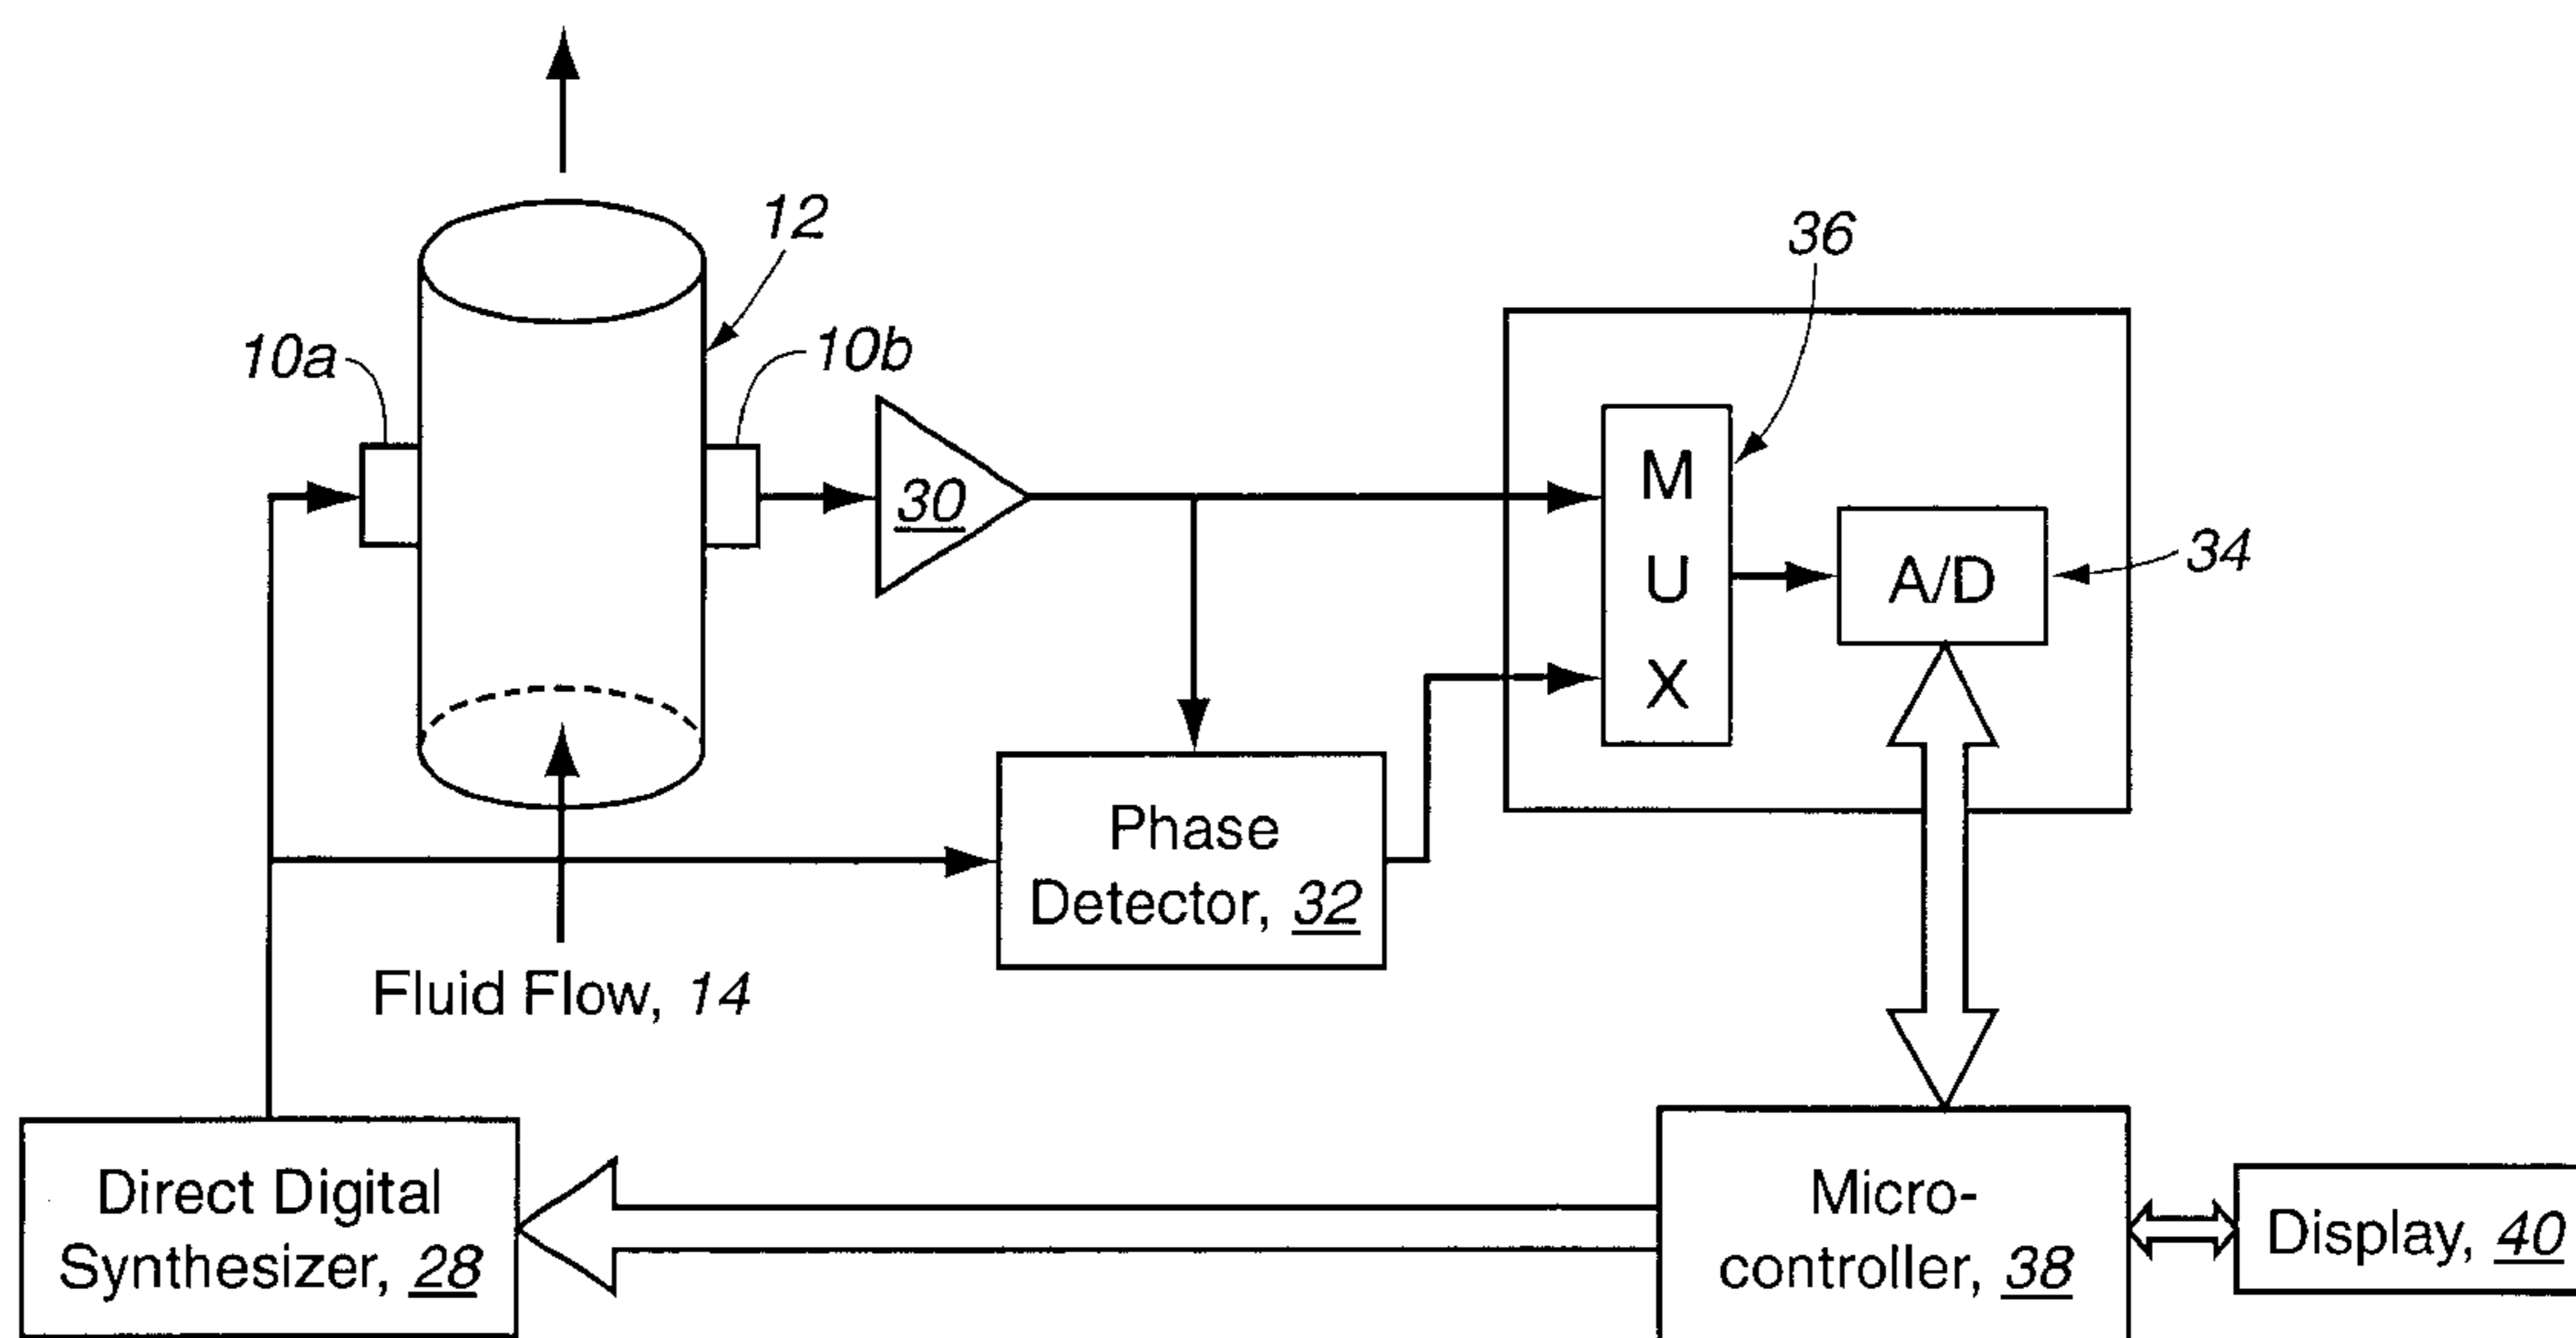 12
36
10a
10b
30
M
U
X
A/D
34
Phase
Detector, 32
Fluid Flow, 14
Direct Digital
Synthesizer, 28
Micro-
controller, 38
Display, 40